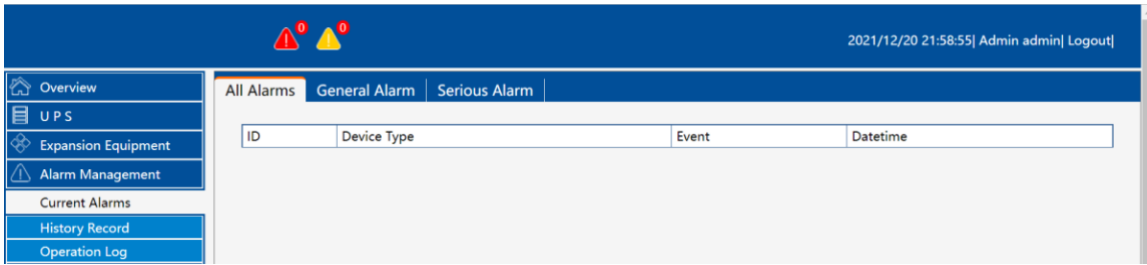 0 0
2021/12/20 21:58:55| Admin admin| Logout|
Overview
All Alarms General Alarm Serious Alarm
U P S
ID Device Type Event Datetime
Expansion Equipment
Alarm Management
Current Alarms
History Record
Operation Log